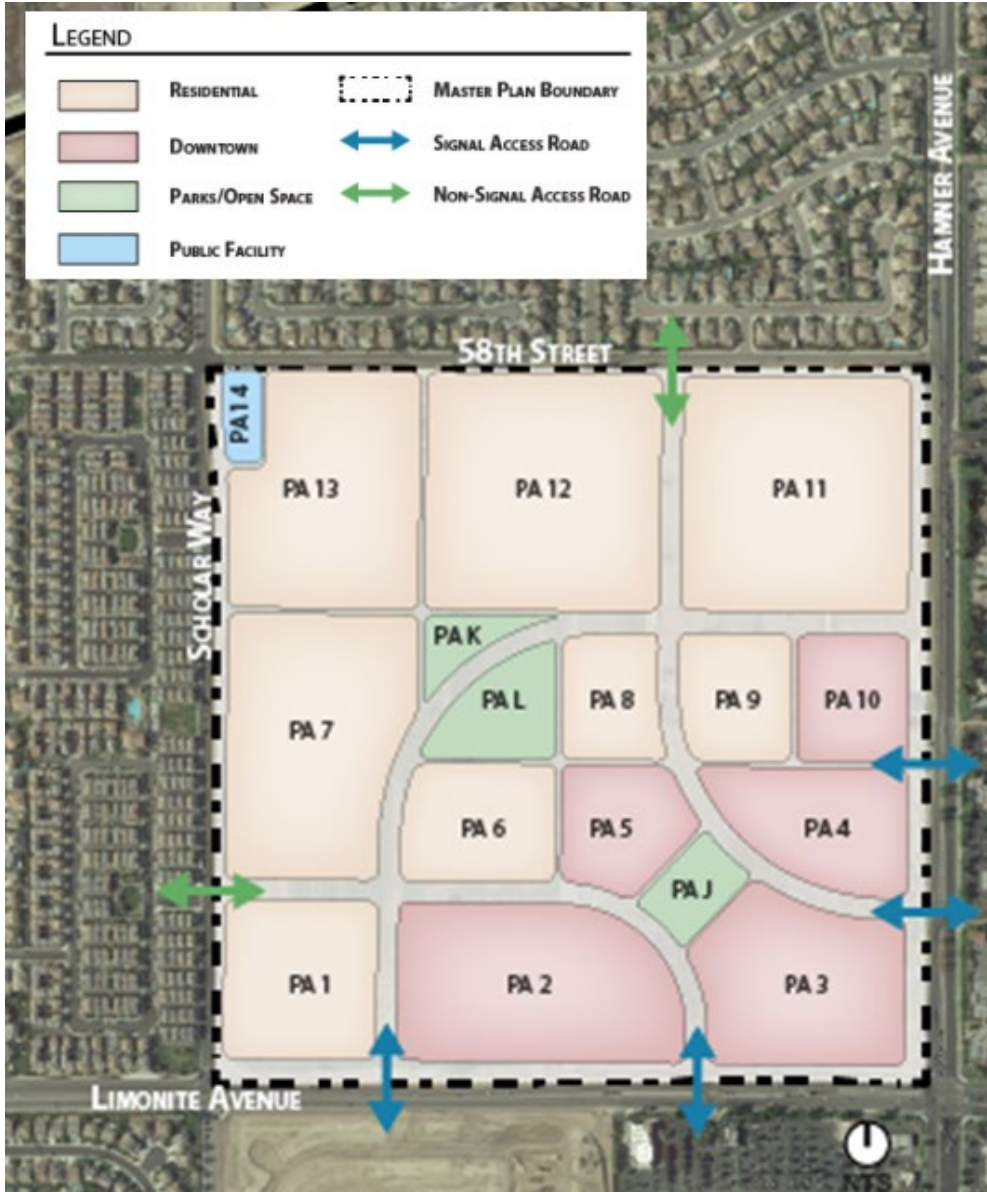 LEGEND
RESIDENTIAL
DOWNTOWN
PARKS/OPEN SPACE
PUBLIC FACILITY
MASTER PLAN BOUNDARY
SIGNAL ACCESS ROAD
NON-SIGNAL ACCESS ROAD
HAMNER AVENUE
58TH STREET
PA14
PA 13
PA 12
PA 11
SCHOLAR WAY
PA K
PA L
PA 8
PA 9
PA 10
PA 7
PA 6
PA 5
PA 4
PA J
PA 1
PA 2
PA 3
LIMONITE AVENUE
NTS